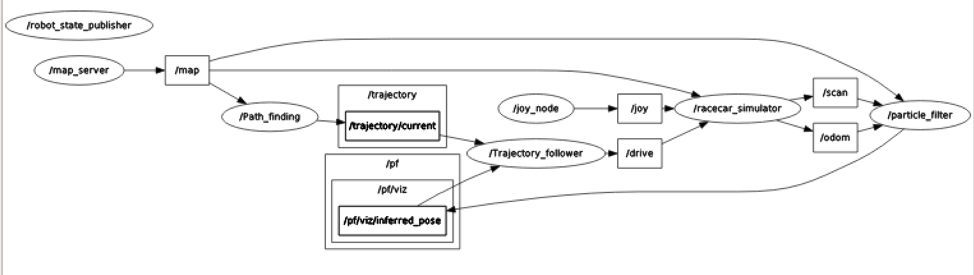 /robot_state_publisher
/map_server
/map
/Path_finding
/trajectory
/trajectory/current
/pf
/pf/viz
/pf/viz/inferred_pose
/joy_node
/Trajectory_follower
/joy
/drive
/racecar_simulator
/scan
/odom
/particle_filter